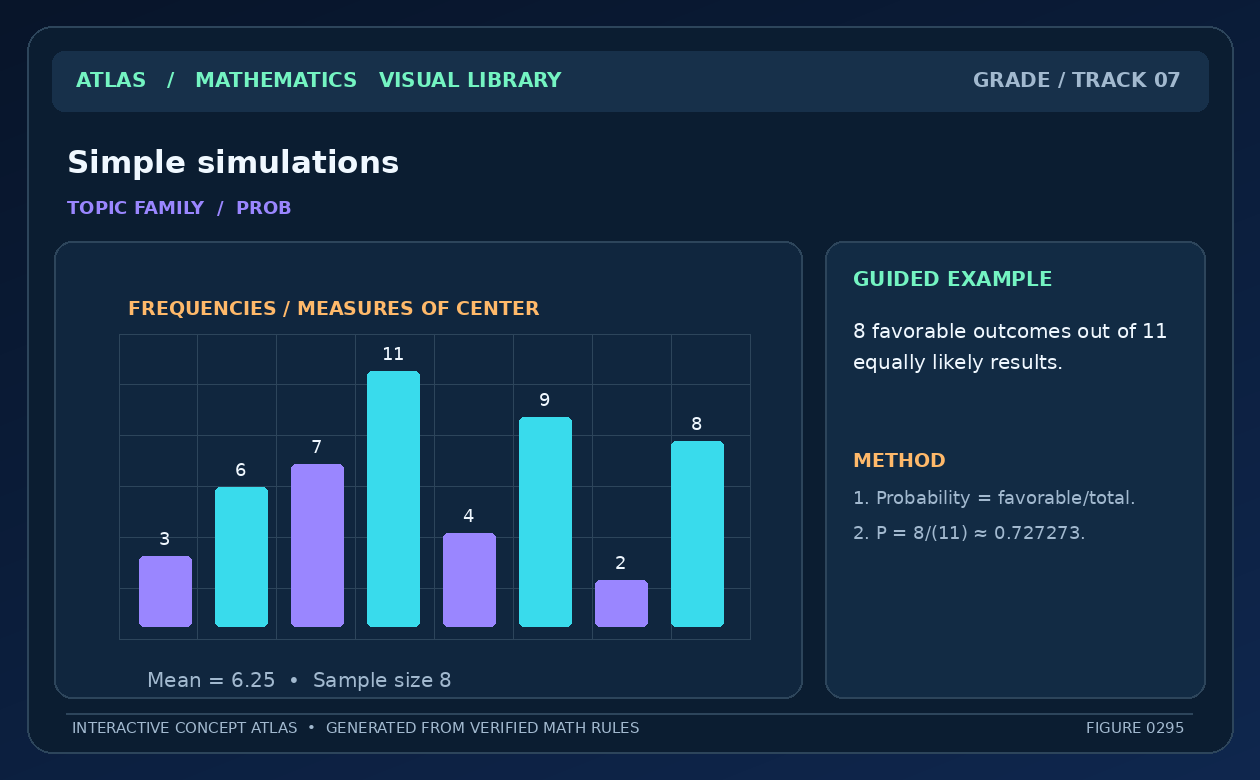 ATLAS / MATHEMATICS VISUAL LIBRARY
GRADE / TRACK 07
Simple simulations
TOPIC FAMILY / PROB
FREQUENCIES / MEASURES OF CENTER
3
6
7
11
4
9
2
8
Mean = 6.25 • Sample size 8
GUIDED EXAMPLE
8 favorable outcomes out of 11
equally likely results.
METHOD
1. Probability = favorable/total.
2. P = 8/(11) ≈ 0.727273.
INTERACTIVE CONCEPT ATLAS • GENERATED FROM VERIFIED MATH RULES
FIGURE 0295